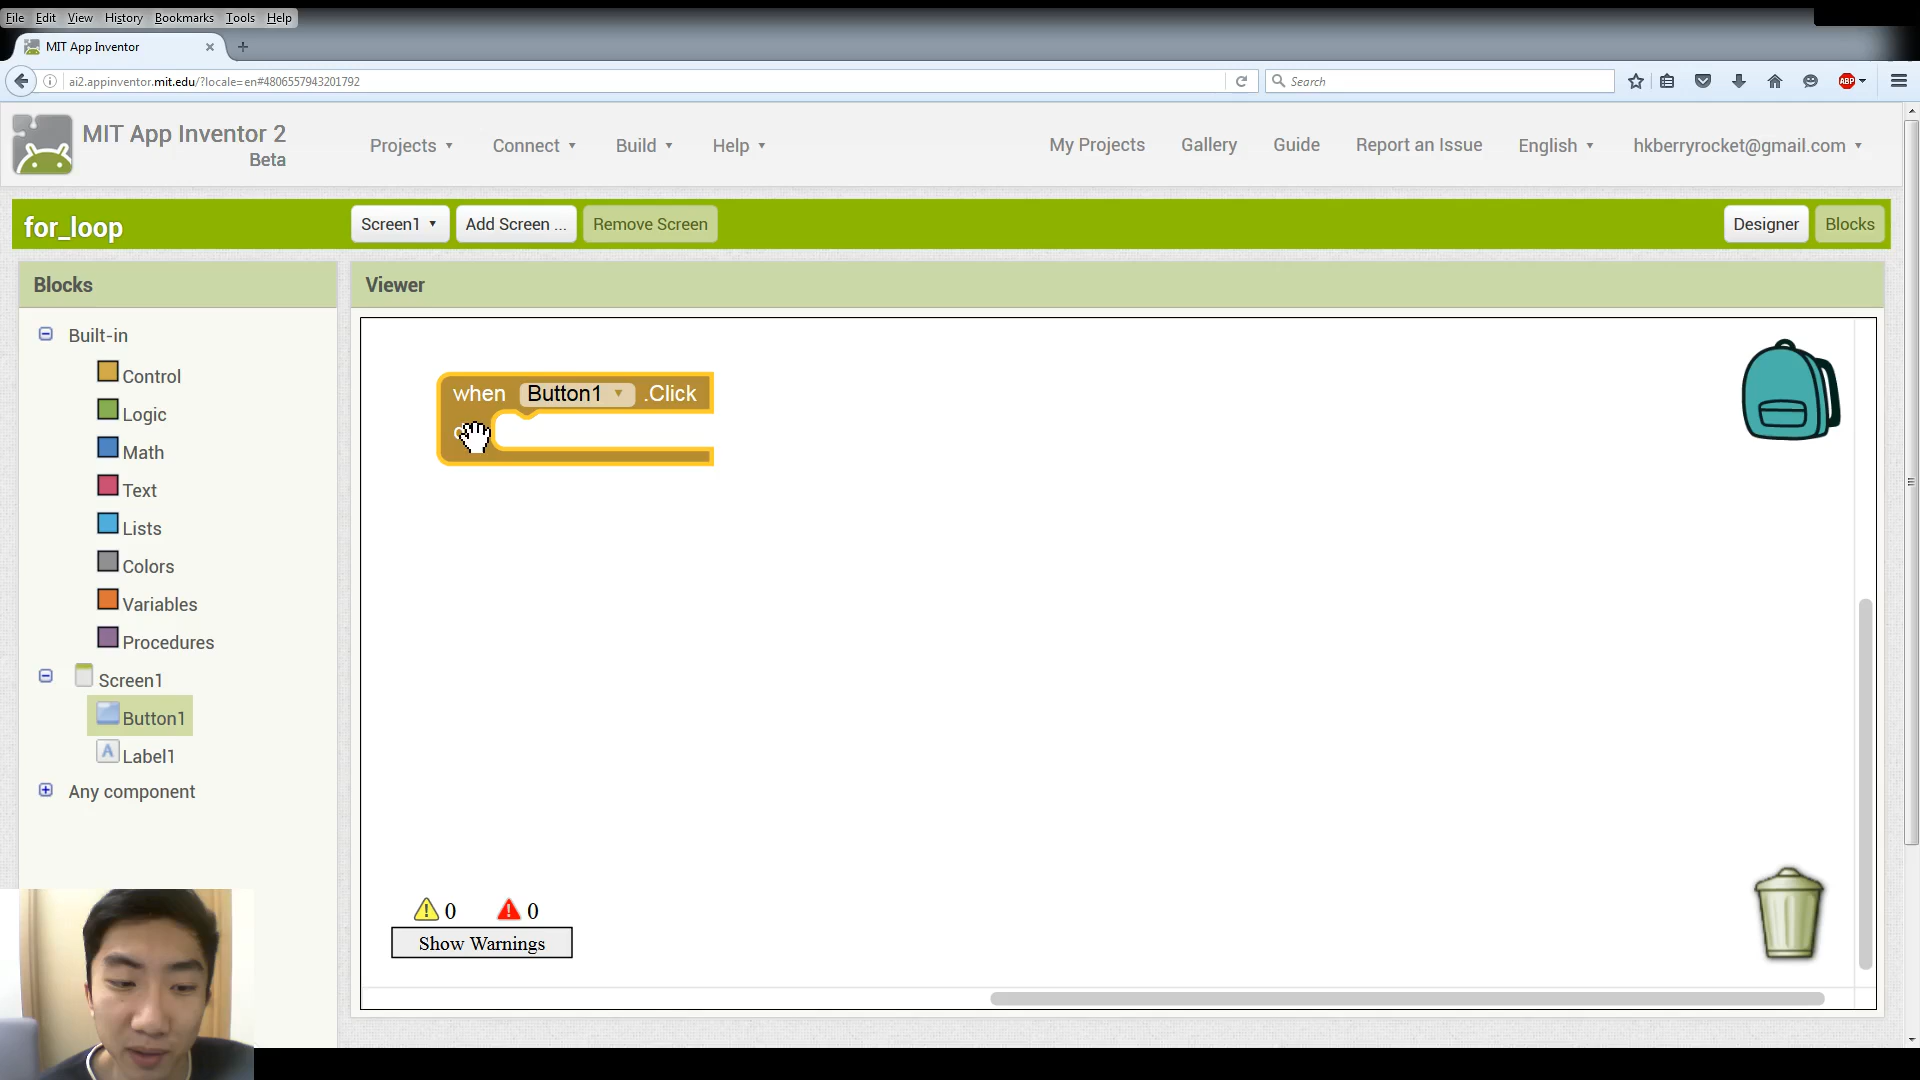 File Edit View History Bookmarks Tools Help
MIT App Inventor
ai2.appinventor.mit.edu/?locale=en#4806557943201792
Search
ABP
MIT App Inventor 2
Beta
Projects Connect Build Help My Projects Gallery Guide Report an Issue English hkberryrocket@gmail.com
for_loop Screen1 Add Screen ... Remove Screen Designer Blocks
Blocks
Viewer
Built-in
Control
Logic
Math
Text
Lists
Colors
Variables
Procedures
Screen1
Button1
A Label1
Any component
when Button1 .Click
0 0
Show Warnings